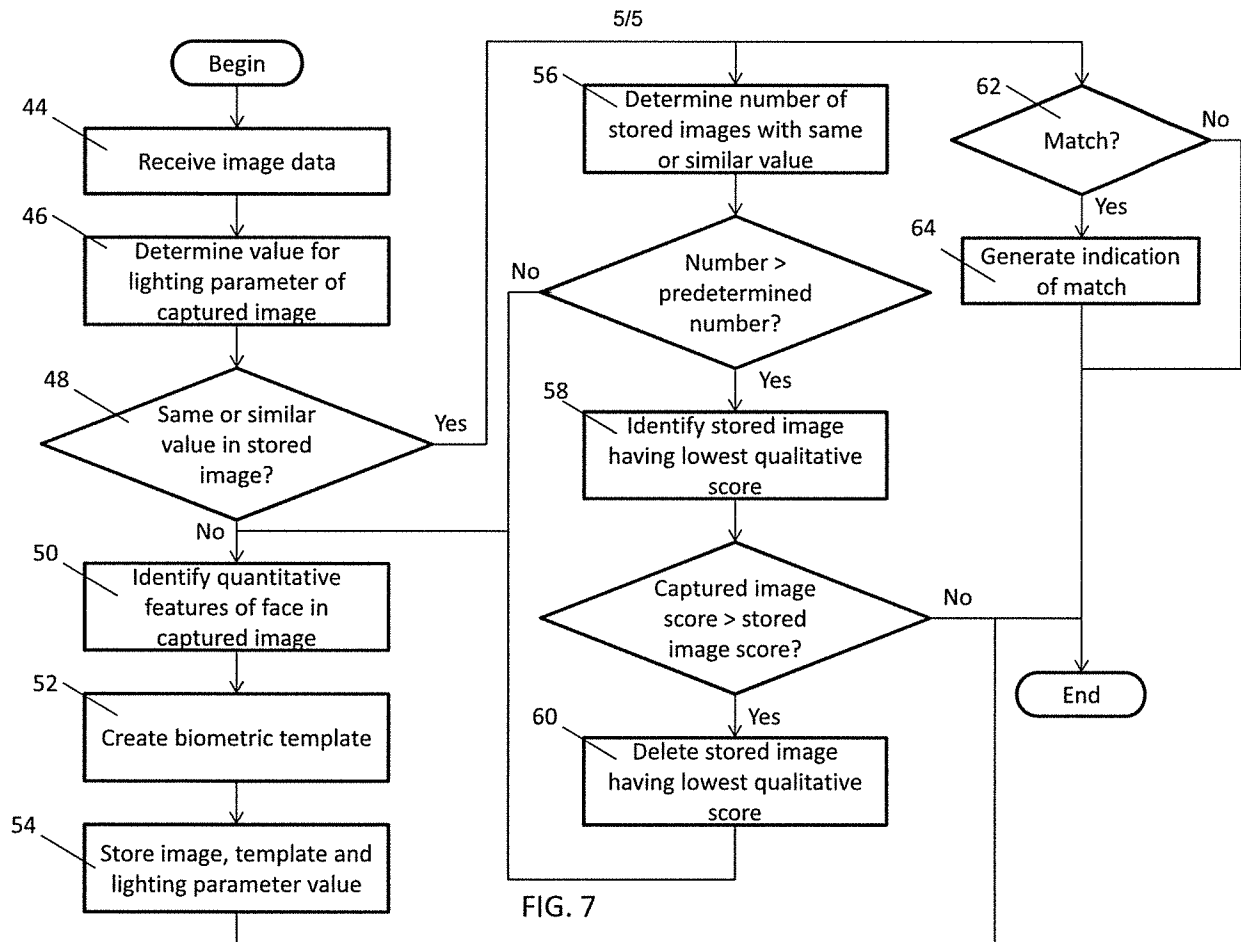 5/5
Begin
44
Receive image data
46
Determine value for
lighting parameter of
captured image
48
Same or similar
value in stored
image?
Yes
No
50
Identify quantitative
features of face in
captured image
52
Create biometric template
54
Store image, template and
lighting parameter value
56
Determine number of
stored images with same
or similar value
Number >
predetermined
number?
No
Yes
58
Identify stored image
having lowest qualitative
score
Captured image
score > stored
image score?
No
Yes
60
Delete stored image
having lowest qualitative
score
62
Match?
No
Yes
64
Generate indication
of match
End
FIG. 7